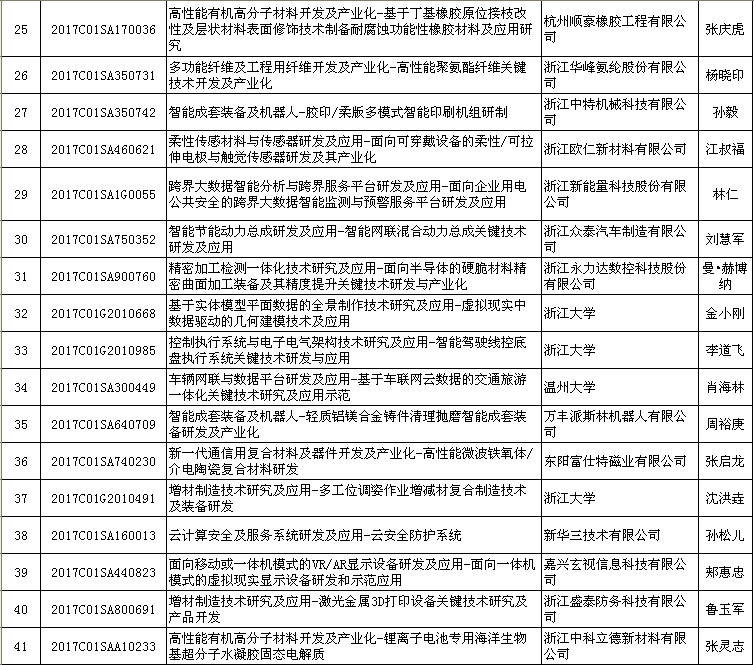 25 2017C01SA170036 高性能有机高分子材料开发及产业化-基于丁基橡胶原位接枝改 杭州顺豪橡胶工程有限公 张庆虎
性及层状材料表面修饰技术制备耐腐蚀功能性橡胶材料及应用研 司
究
26 2017C01SA350731 多功能纤维及工程用纤维开发及产业化-高性能聚氨酯纤维关键 浙江华峰氨纶股份有限公 杨晓印
技术开发及产业化 司
27 2017C01SA350742 智能成套装备及机器人-胶印/柔版多模式智能印刷机组研制 浙江中特机械科技有限公 孙毅
司
28 2017C01SA460621 柔性传感材料与传感器研发及应用-面向可穿戴设备的柔性/可拉 浙江欧仁新材料有限公司 江叔福
伸电极与触觉传感器研发及其产业化
29 2017C01SA1G0055 跨界大数据智能分析与跨界服务平台研发及应用-面向企业用电 浙江新能量科技股份有限 林仁
公共安全的跨界大数据智能监测与预警服务平台研发及应用 公司
30 2017C01SA750352 智能节能动力总成研发及应用-智能网联混合动力总成关键技术 浙江众泰汽车制造有限公 刘慧军
研发及应用 司
31 2017C01SA900760 精密加工检测一体化技术研究及应用-面向半导体的硬脆材料精 浙江永力达数控科技股份 曼·赫博
密曲面加工装备及其精度提升关键技术研发与产业化 有限公司 纳
32 2017C01G2010668 基于实体模型平面数据的全景制作技术研究及应用-虚拟现实中 浙江大学 金小刚
数据驱动的几何建模技术及应用
33 2017C01G2010985 控制执行系统与电子电气架构技术研究及应用-智能驾驶线控底 浙江大学 李道飞
盘执行系统关键技术研发与应用
34 2017C01SA300449 车辆网联与数据平台研发及应用-基于车联网云数据的交通旅游 温州大学 肖海林
一体化关键技术研究及应用示范
35 2017C01SA640709 智能成套装备及机器人-轻质铝镁合金铸件清理抛磨智能成套装 万丰派斯林机器人有限公 周裕庚
备研发及产业化 司
36 2017C01SA740230 新一代通信用复合材料及器件开发及产业化-高性能微波铁氧体/ 东阳富仕特磁业有限公司 张启龙
介电陶瓷复合材料研发
37 2017C01G2010491 增材制造技术研究及应用-多工位调姿作业增减材复合制造技术 浙江大学 沈洪垚
及装备研发
38 2017C01SA160013 云计算安全及服务系统研发及应用-云安全防护系统 新华三技术有限公司 孙松儿
39 2017C01SA440823 面向移动或一体机模式的VR/AR显示设备研发及应用-面向一体机 嘉兴玄视信息科技有限公 郑惠忠
模式的虚拟现实显示设备研发和示范应用 司
40 2017C01SA800691 增材制造技术研究及应用-激光金属3D打印设备关键技术研究及 浙江盛泰防务科技有限公 鲁玉军
产品开发 司
41 2017C01SAA10233 高性能有机高分子材料开发及产业化-锂离子电池专用海洋生物 浙江中科立德新材料有限 张灵志
基超分子水凝胶固态电解质 公司